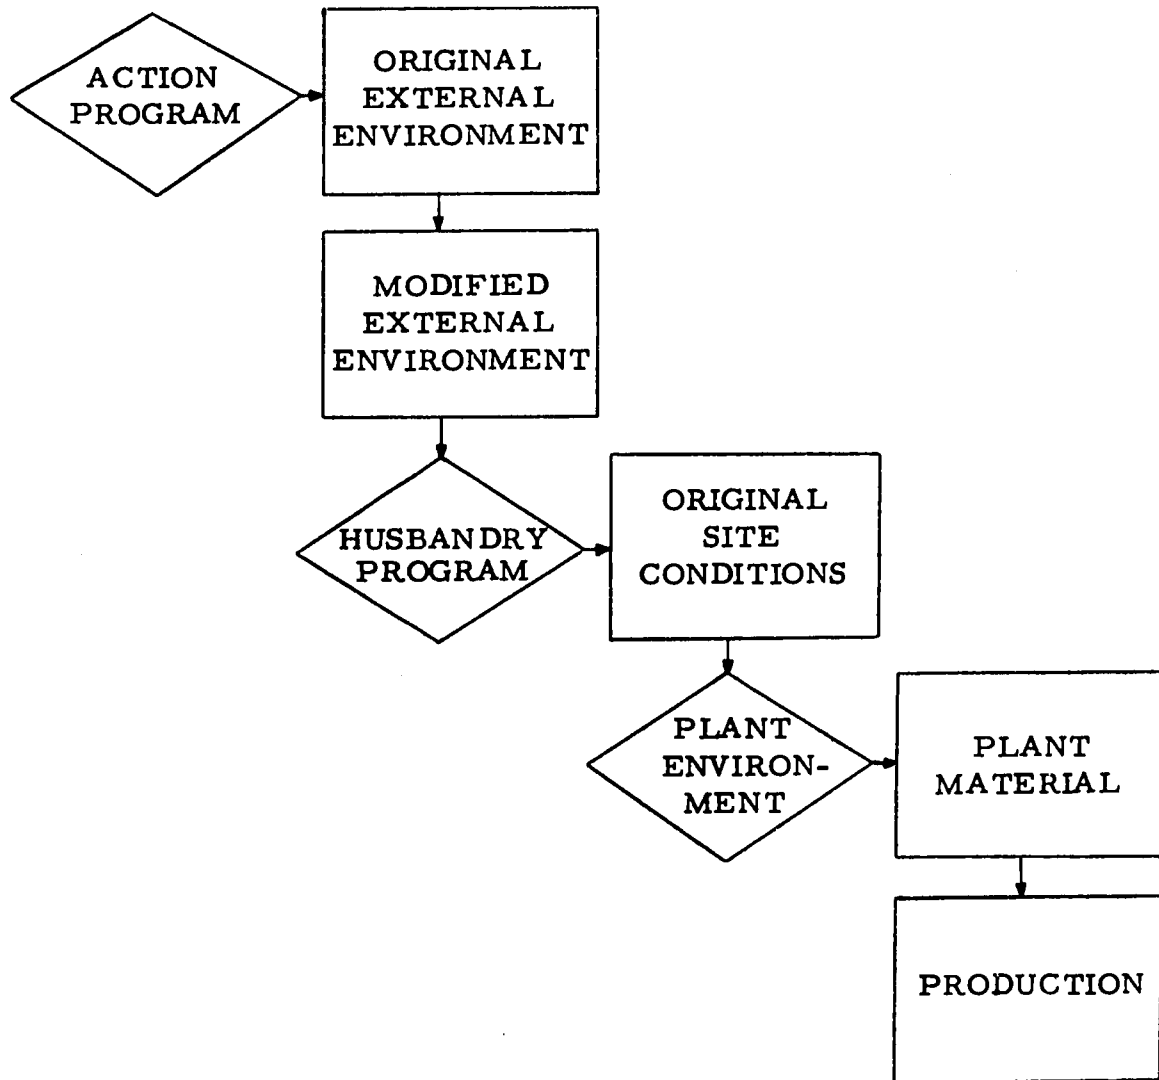 ACTION
PROGRAM
ORIGINAL
EXTERNAL
ENVIRONMENT
MODIFIED
EXTERNAL
ENVIRONMENT
HUSBANDRY
PROGRAM
ORIGINAL
SITE
CONDITIONS
PLANT
ENVIRON-
MENT
PLANT
MATERIAL
PRODUCTION